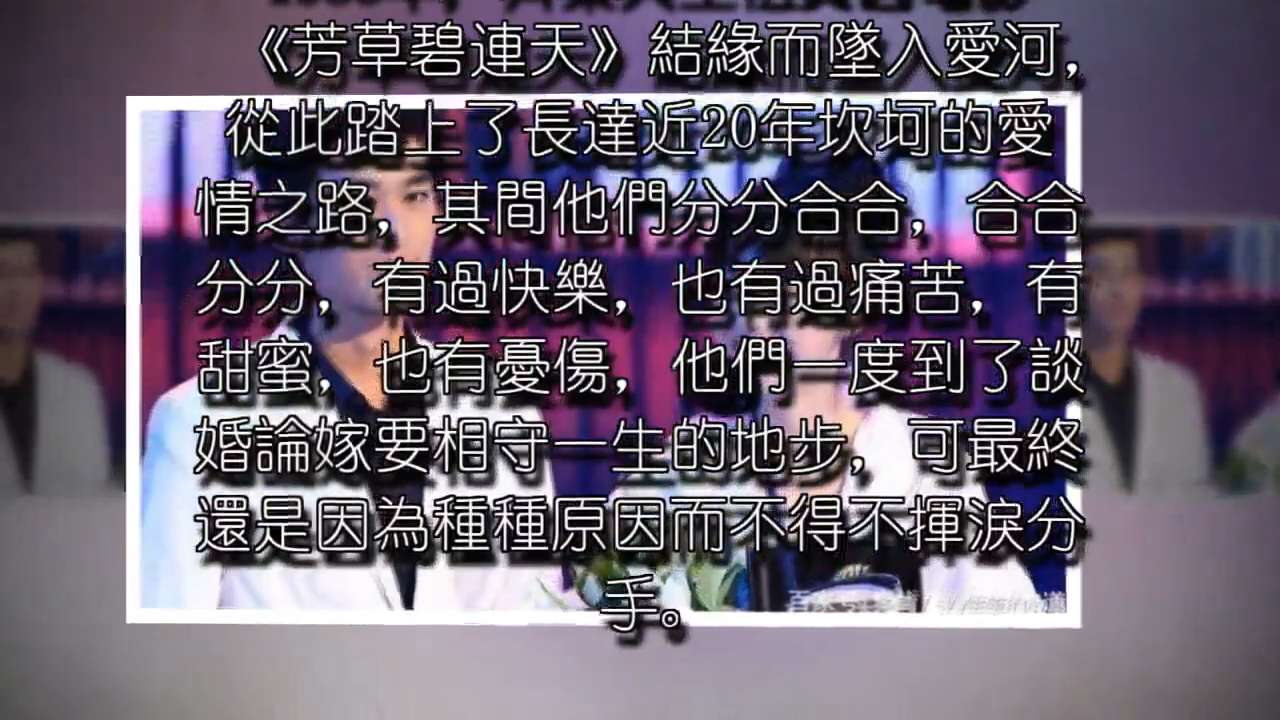 《芳草碧連天》結緣而墜入愛河，
從此踏上了長達近20年坎坷的愛
情之路，其間他們分分合合，合合
分分，有過快樂，也有過痛苦，有
甜蜜，也有憂傷，他們一度到了談
婚論嫁要相守一生的地步，可最終
還是因為種種原因而不得不揮淚分
手。